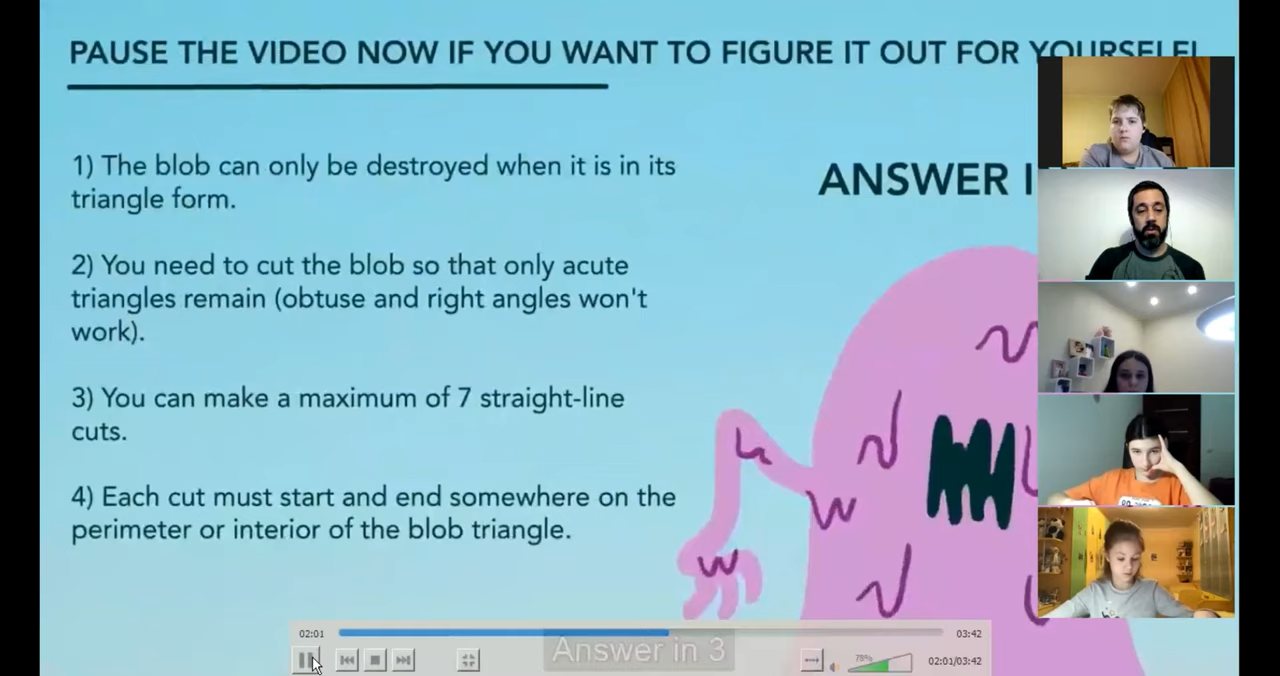 PAUSE THE VIDEO NOW IF YOU WANT TO FIGURE IT OUT FOR YOURSELF!
1) The blob can only be destroyed when it is in its
triangle form.
ANSWER I
2) You need to cut the blob so that only acute
triangles remain (obtuse and right angles won't
work).
3) You can make a maximum of 7 straight-line
cuts.
4) Each cut must start and end somewhere on the
perimeter or interior of the blob triangle.
02:01
03:42
Answer in 3
78%
02:01/03:42